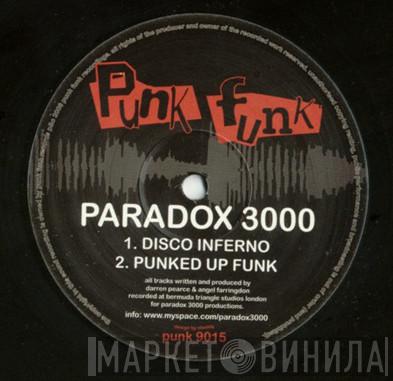 Punk Funk
PARADOX 3000
1. DISCO INFERNO
2. PUNKED UP FUNK
all tracks written and produced by
darren pearce & angel farringdon
recorded at bermuda triangle studios london
for paradox 3000 productions.
info: www.myspace.com/paradox3000
punk 9015
МАРКЕТ ВИНИЛА